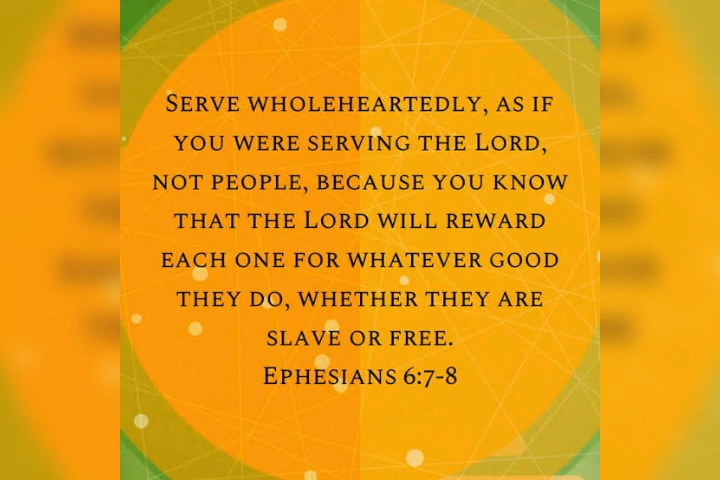 Serve wholeheartedly, as if
you were serving the Lord,
not people, because you know
that the Lord will reward
each one for whatever good
they do, whether they are
slave or free.
Ephesians 6:7-8